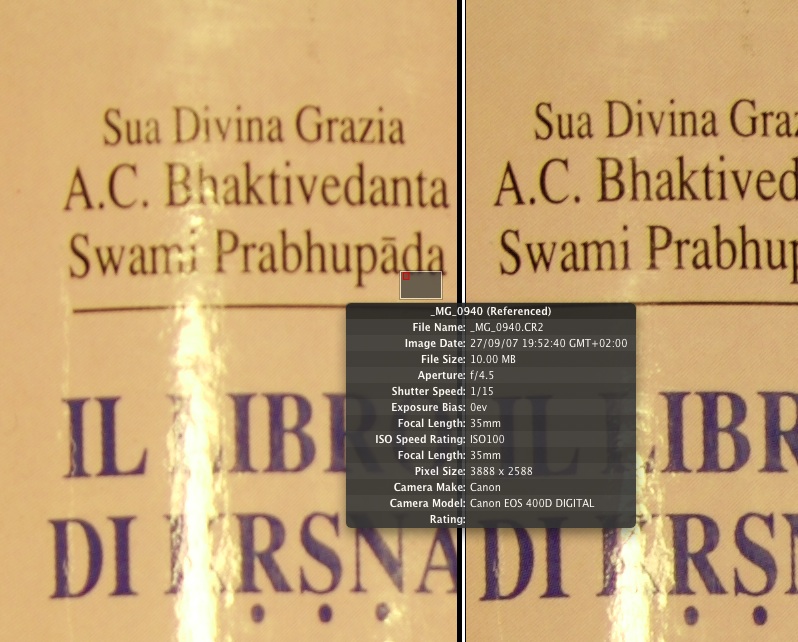 Sua Divina Grazia
A.C. Bhaktivedanta
Swami Prabhupāda
IL LIBR
DI KṚṢṆA
Sua Divina Graz
A.C. Bhaktived
Swami Prabhup
IL LIBR
DI KṚṢṆ
_MG_0940 (Referenced)
File Name: _MG_0940.CR2
Image Date: 27/09/07 19:52:40 GMT+02:00
File Size: 10.00 MB
Aperture: f/4.5
Shutter Speed: 1/15
Exposure Bias: 0ev
Focal Length: 35mm
ISO Speed Rating: ISO100
Focal Length: 35mm
Pixel Size: 3888 x 2588
Camera Make: Canon
Camera Model: Canon EOS 400D DIGITAL
Rating: